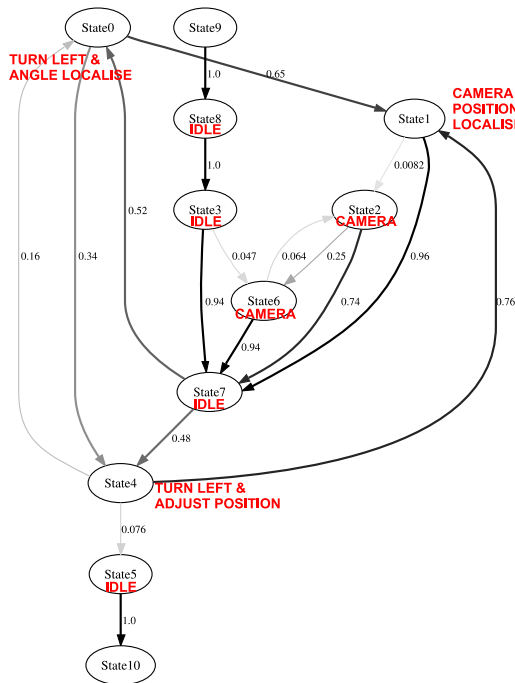 State0
State9
TURN LEFT &
ANGLE LOCALISE
0.65
1.0
CAMERA
POSITION
LOCALISE
State8
IDLE
State1
1.0
0.0082
State3
IDLE
State2
CAMERA
0.52
0.047
0.064
0.25
0.96
0.16
0.34
State6
CAMERA
0.94
0.74
0.76
0.94
State7
IDLE
0.48
State4
TURN LEFT &
ADJUST POSITION
0.076
State5
IDLE
1.0
State10